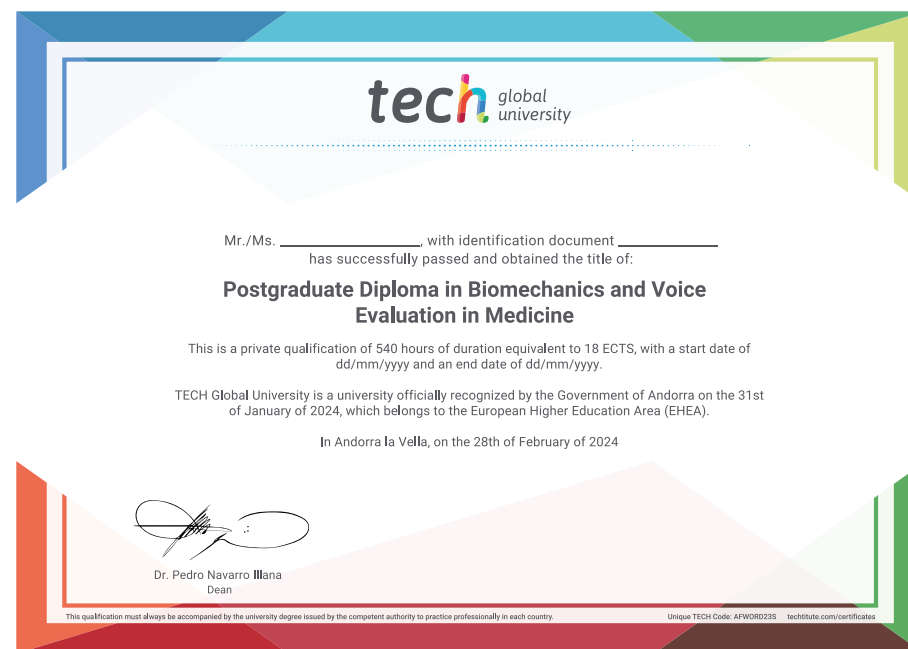 tech global
university
Mr./Ms. ____________________, with identification document ______________
has successfully passed and obtained the title of:
Postgraduate Diploma in Biomechanics and Voice
Evaluation in Medicine
This is a private qualification of 540 hours of duration equivalent to 18 ECTS, with a start date of
dd/mm/yyyy and an end date of dd/mm/yyyy.
TECH Global University is a university officially recognized by the Government of Andorra on the 31st
of January of 2024, which belongs to the European Higher Education Area (EHEA).
In Andorra la Vella, on the 28th of February of 2024
Dr. Pedro Navarro Illana
Dean
This qualification must always be accompanied by the university degree issued by the competent authority to practice professionally in each country. Unique TECH Code: AFWORD23S techtitute.com/certificates